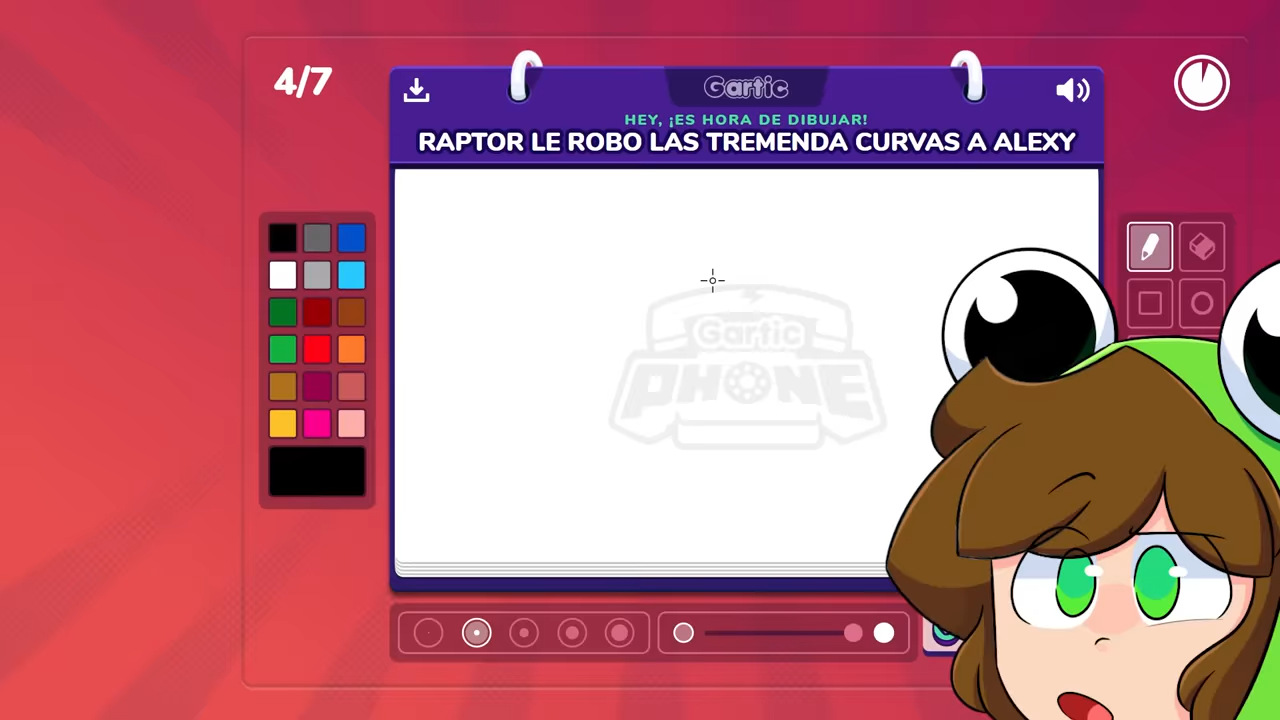 4/7
Gartic
HEY, ¡ES HORA DE DIBUJAR!
RAPTOR LE ROBO LAS TREMENDA CURVAS A ALEXY
Gartic
PHONE